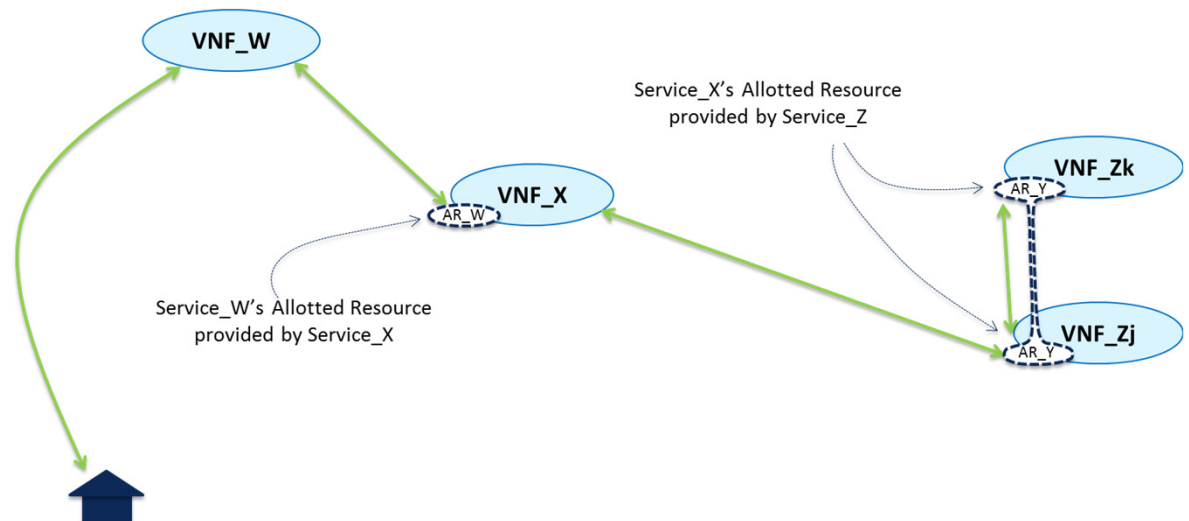 VNF_W
Service_X’s Allotted Resource
provided by Service_Z
VNF_Zk
AR_Y
VNF_X
AR_W
Service_W’s Allotted Resource
provided by Service_X
VNF_Zj
AR_Y